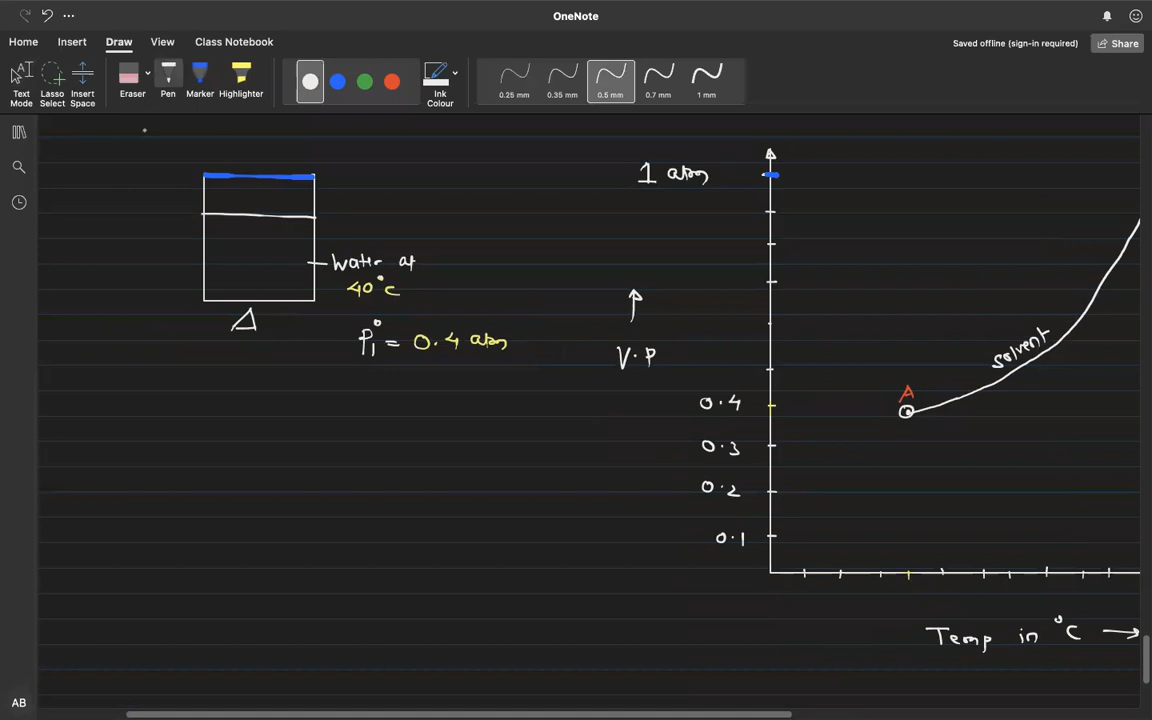 OneNote
Home Insert Draw View Class Notebook
Saved offline (sign-in required) Share
Text Mode
Lasso Select
Insert Space
Eraser
Pen
Marker
Highlighter
Ink Colour
0.25 mm 0.35 mm 0.5 mm 0.7 mm 1 mm
1 atm
Water at
40°C
Δ
P₁° = 0.4 atm
V.P
solvent
A
0.4
0.3
0.2
0.1
Temp in °C →
AB